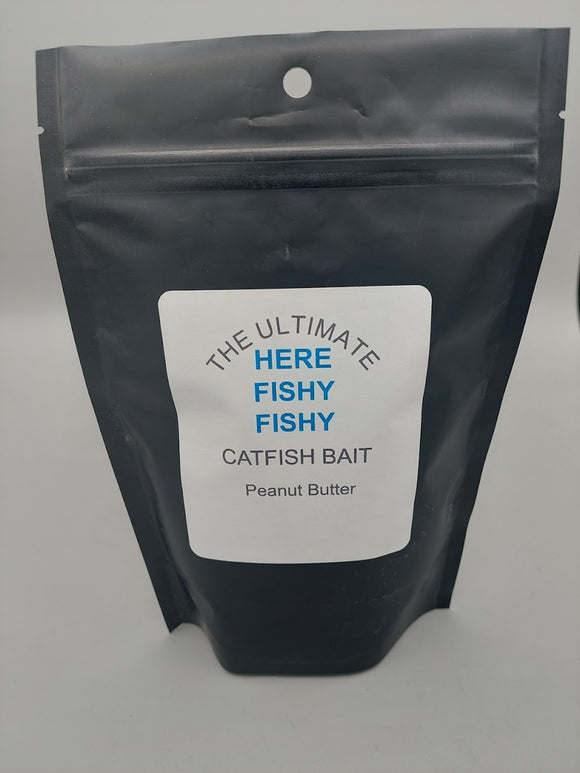 THE ULTIMATE
HERE
FISHY
FISHY
CATFISH BAIT
Peanut Butter